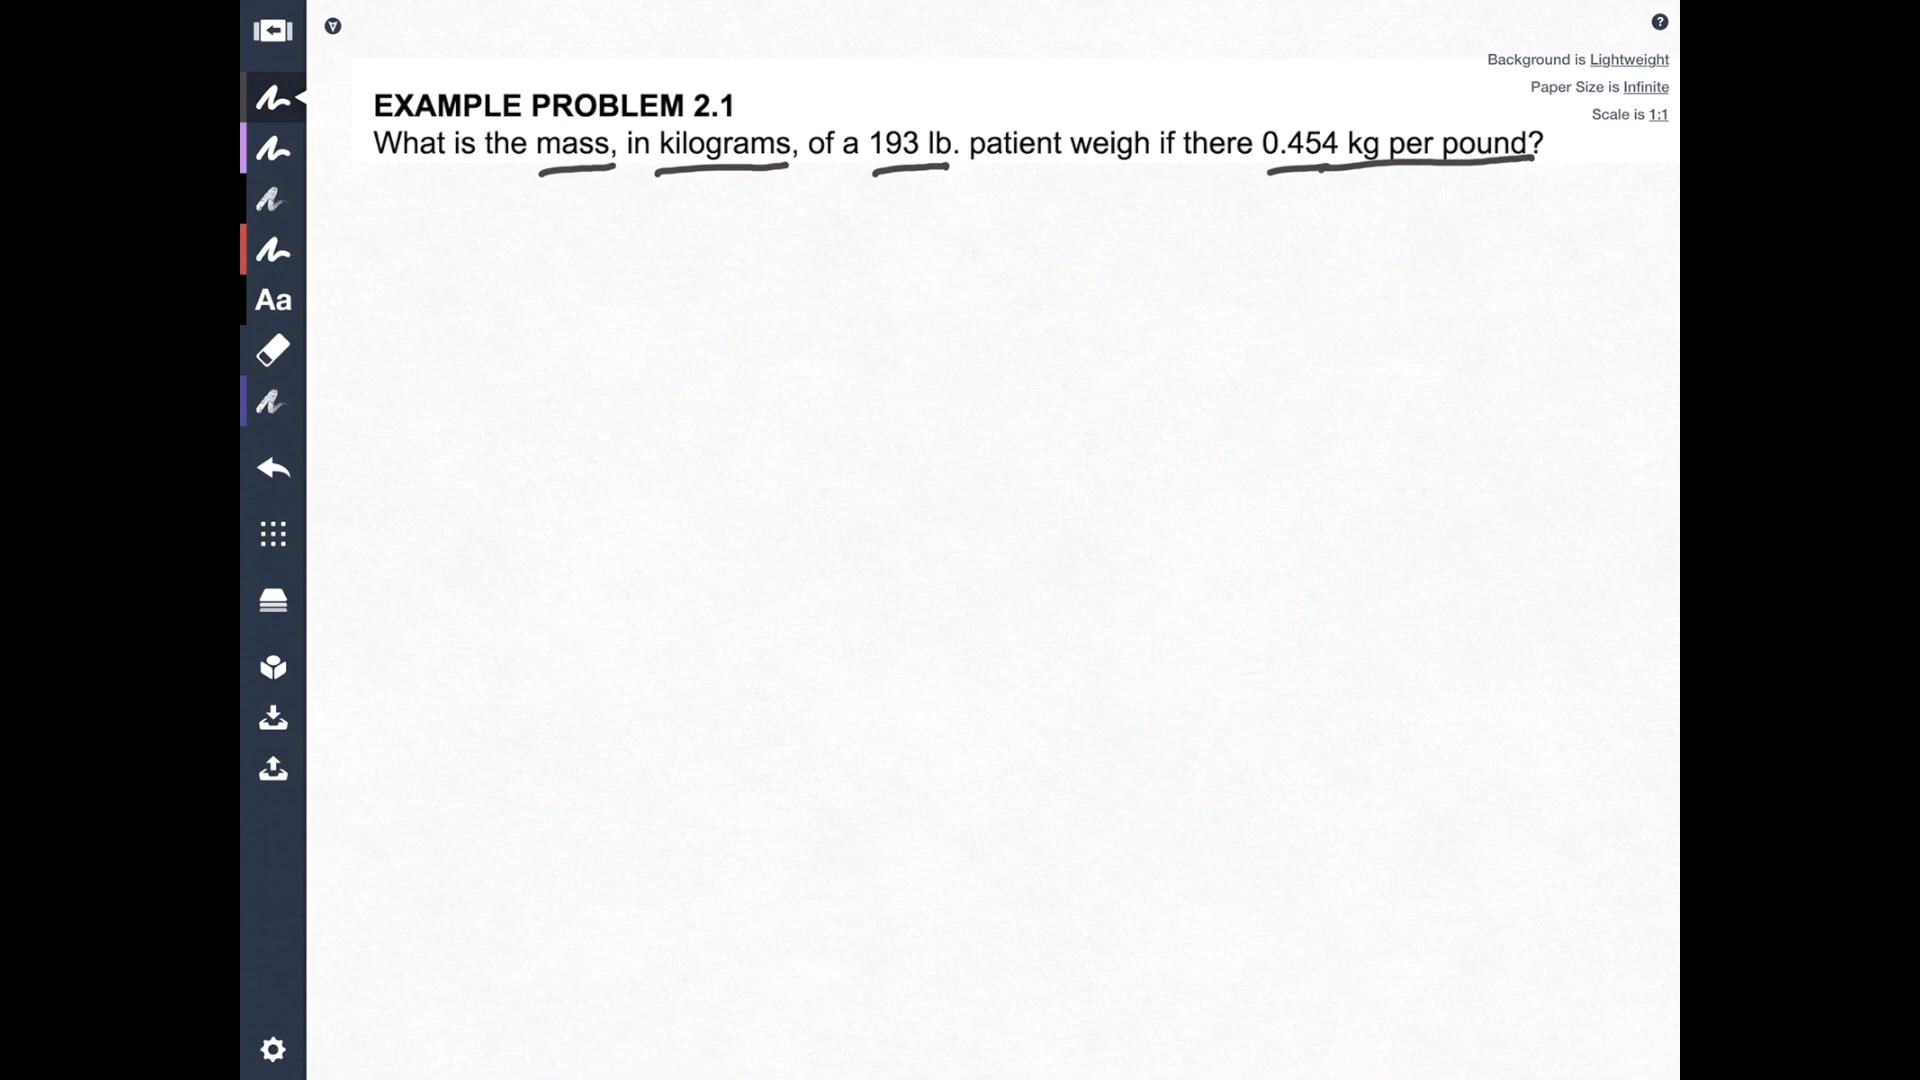 Background is Lightweight
Paper Size is Infinite
Scale is 1:1
EXAMPLE PROBLEM 2.1
What is the mass, in kilograms, of a 193 lb. patient weigh if there 0.454 kg per pound?
Aa
?